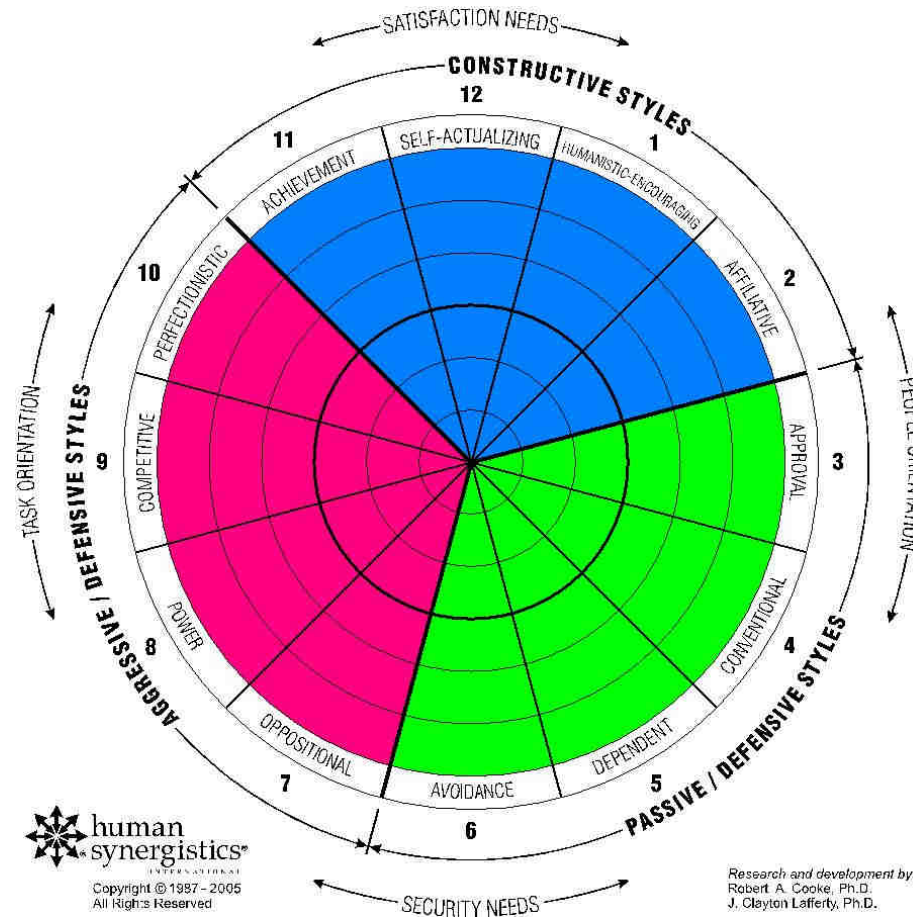 SATISFACTION NEEDS
CONSTRUCTIVE STYLES
12
11
1
SELF-ACTUALIZING
ACHIEVEMENT
HUMANISTIC-ENCOURAGING
10
2
PERFECTIONISTIC
AFFILIATIVE
TASK ORIENTATION
PEOPLE ORIENTATION
AGGRESSIVE / DEFENSIVE STYLES
9
COMPETITIVE
APPROVAL
3
8
POWER
CONVENTIONAL
4
OPPOSITIONAL
DEPENDENT
7
AVOIDANCE
5
6
PASSIVE / DEFENSIVE STYLES
human
synergistics®
INTERNATIONAL
Copyright © 1987 - 2005
All Rights Reserved
SECURITY NEEDS
Research and development by:
Robert A. Cooke, Ph.D.
J. Clayton Lafferty, Ph.D.